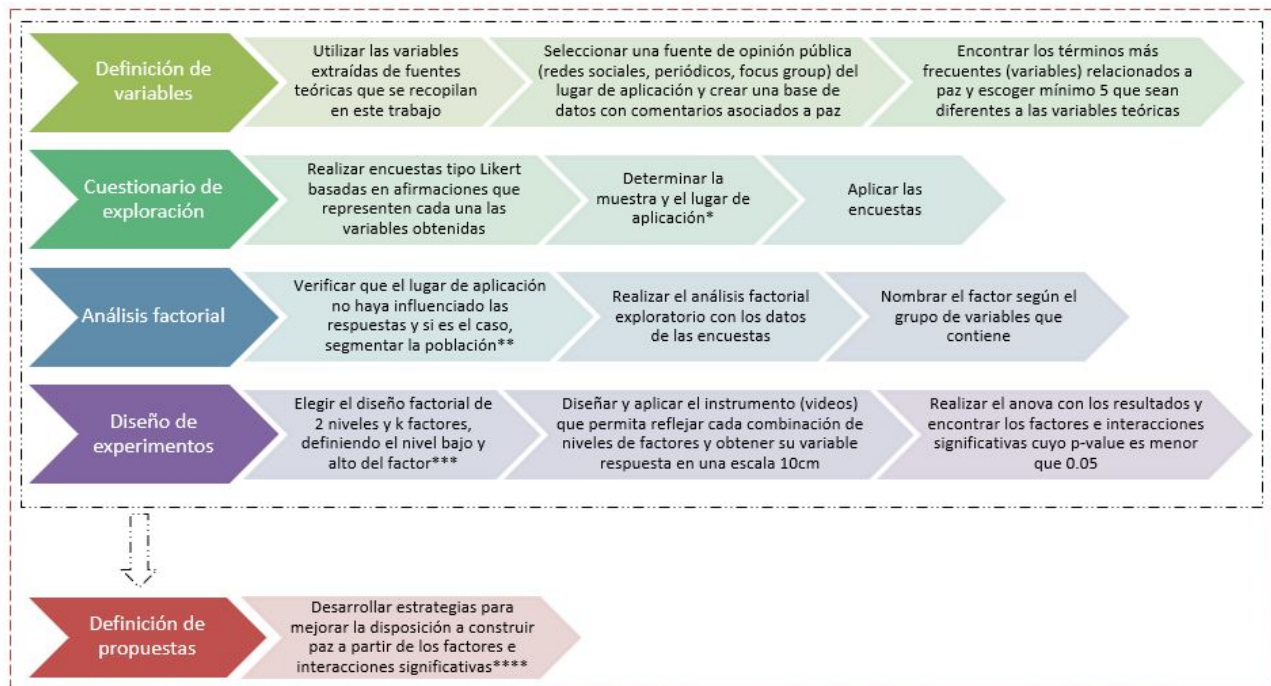 Definición de
variables
Utilizar las variables
extraídas de fuentes
teóricas que se recopilan
en este trabajo
Seleccionar una fuente de opinión pública
(redes sociales, periódicos, focus group) del
lugar de aplicación y crear una base de
datos con comentarios asociados a paz
Encontrar los términos más
frecuentes (variables) relacionados a
paz y escoger mínimo 5 que sean
diferentes a las variables teóricas
Cuestionario de
exploración
Realizar encuestas tipo Likert
basadas en afirmaciones que
representen cada una las
variables obtenidas
Determinar la
muestra y el lugar de
aplicación*
Aplicar las
encuestas
Análisis factorial
Verificar que el lugar de aplicación
no haya influenciado las
respuestas y si es el caso,
segmentar la población**
Realizar el análisis factorial
exploratorio con los datos
de las encuestas
Nombrar el factor según el
grupo de variables que
contiene
Diseño de
experimentos
Elegir el diseño factorial de
2 niveles y k factores,
definiendo el nivel bajo y
alto del factor***
Diseñar y aplicar el instrumento (videos)
que permita reflejar cada combinación de
niveles de factores y obtener su variable
respuesta en una escala 10cm
Realizar el anova con los resultados y
encontrar los factores e interacciones
significativas cuyo p-value es menor
que 0.05
Definición de
propuestas
Desarrollar estrategias para
mejorar la disposición a construir
paz a partir de los factores e
interacciones significativas****